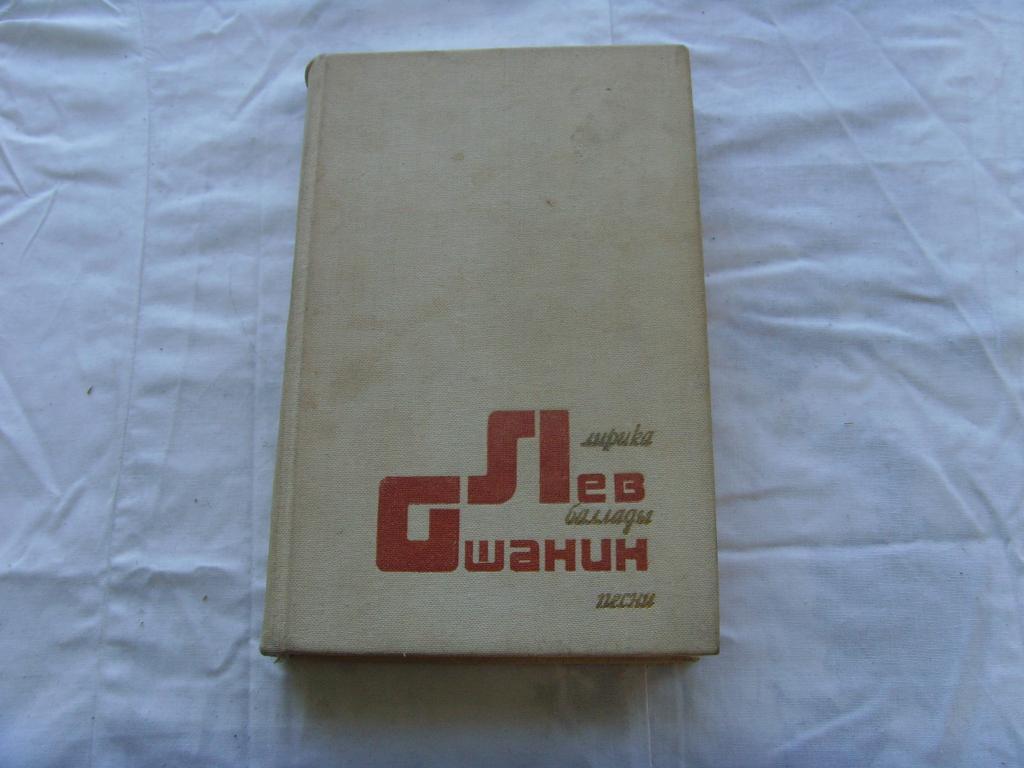 лирика
Лев
баллады
Ошанин
песни